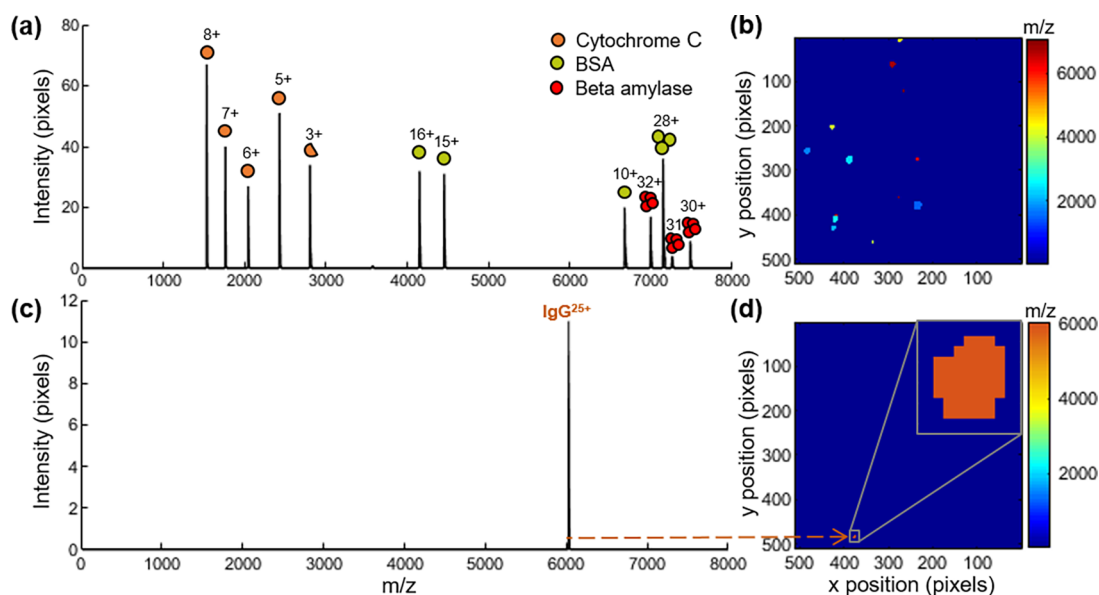 (a)
80
60
40
20
0
Intensity (pixels)
8+
7+
6+
5+
3+
16+
15+
10+
32+
28+
31
30+
Cytochrome C
BSA
Beta amylase
1000 2000 3000 4000 5000 6000 7000 8000
(b)
m/z
6000
4000
2000
100
200
300
400
500
y position (pixels)
500 400 300 200 100
(c)
12
10
8
6
4
2
0
Intensity (pixels)
IgG25+
0 1000 2000 3000 4000 5000 6000 7000 8000
m/z
(d)
m/z
6000
4000
2000
100
200
300
400
500
y position (pixels)
500 400 300 200 100
x position (pixels)